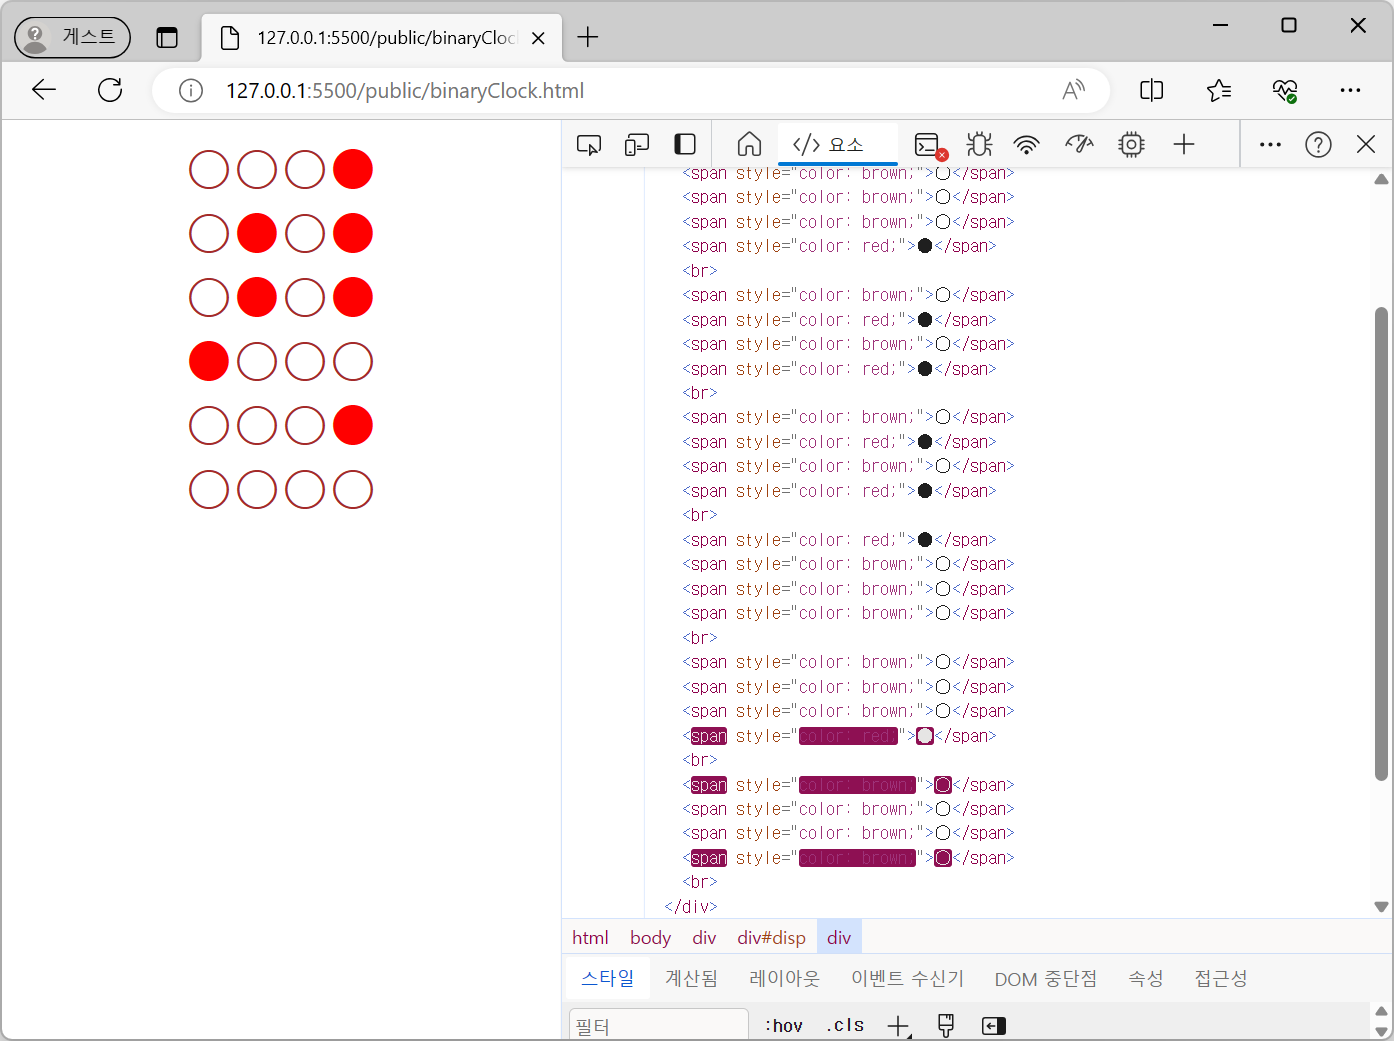 게스트
127.0.0.1:5500/public/binaryCloc
127.0.0.1:5500/public/binaryClock.html
요소
<span style="color: brown;">○</span>
<span style="color: brown;">○</span>
<span style="color: brown;">○</span>
<span style="color: red;">●</span>
<br>
<span style="color: brown;">○</span>
<span style="color: red;">●</span>
<span style="color: brown;">○</span>
<span style="color: red;">●</span>
<br>
<span style="color: brown;">○</span>
<span style="color: red;">●</span>
<span style="color: brown;">○</span>
<span style="color: red;">●</span>
<br>
<span style="color: red;">●</span>
<span style="color: brown;">○</span>
<span style="color: brown;">○</span>
<span style="color: brown;">○</span>
<br>
<span style="color: brown;">○</span>
<span style="color: brown;">○</span>
<span style="color: brown;">○</span>
<span style="color: red;">●</span>
<br>
<span style="color: brown;">○</span>
<span style="color: brown;">○</span>
<span style="color: brown;">○</span>
<span style="color: brown;">○</span>
<br>
</div>
html body div div#disp div
스타일 계산됨 레이아웃 이벤트 수신기 DOM 중단점 속성 접근성
필터 :hov .cls